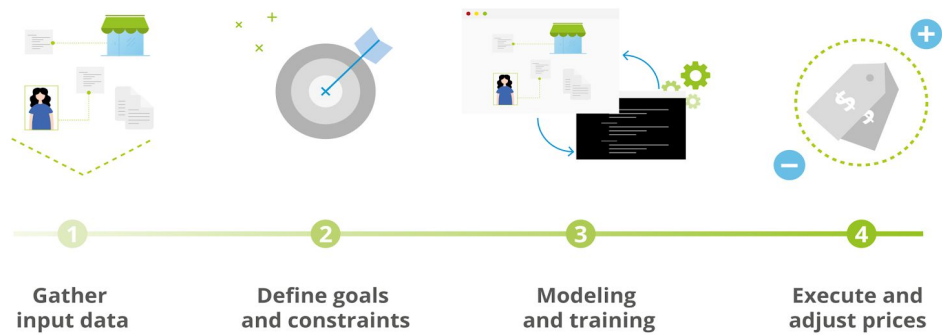 1
2
3
4
Gather
input data
Define goals
and constraints
Modeling
and training
Execute and
adjust prices